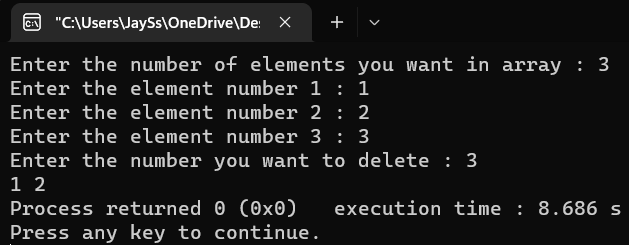 "C:\Users\JaySs\OneDrive\De
Enter the number of elements you want in array : 3
Enter the element number 1 : 1
Enter the element number 2 : 2
Enter the element number 3 : 3
Enter the number you want to delete : 3
1 2
Process returned 0 (0x0)   execution time : 8.686 s
Press any key to continue.